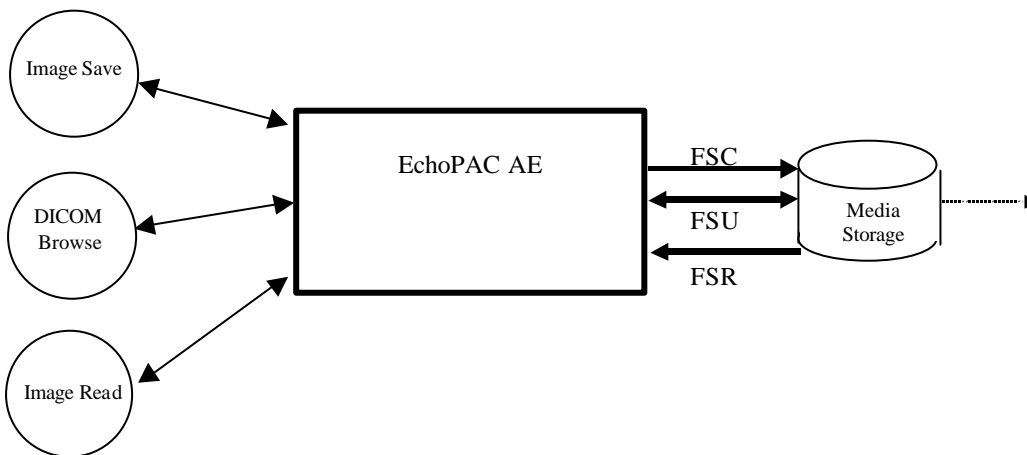 Image Save
DICOM
Browse
Image Read
EchoPAC AE
FSC
FSU
FSR
Media
Storage